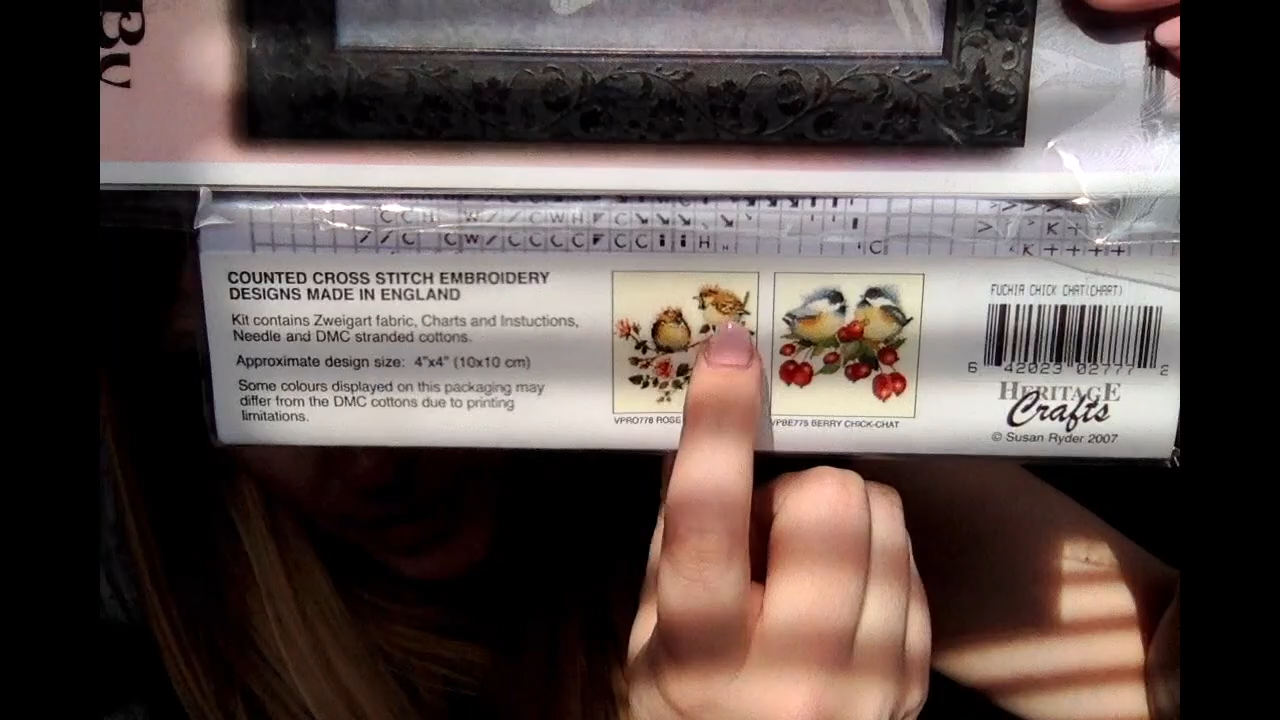 By
COUNTED CROSS STITCH EMBROIDERY
DESIGNS MADE IN ENGLAND
Kit contains Zweigart fabric, Charts and Instuctions,
Needle and DMC stranded cottons.
Approximate design size: 4"x4" (10x10 cm)
Some colours displayed on this packaging may
differ from the DMC cottons due to printing
limitations.
VPRO778 ROSE
VPBE775 BERRY CHICK-CHAT
FUCHIA CHICK CHAT(CHART)
6 42023 02777 2
HERITAGE
Crafts
© Susan Ryder 2007